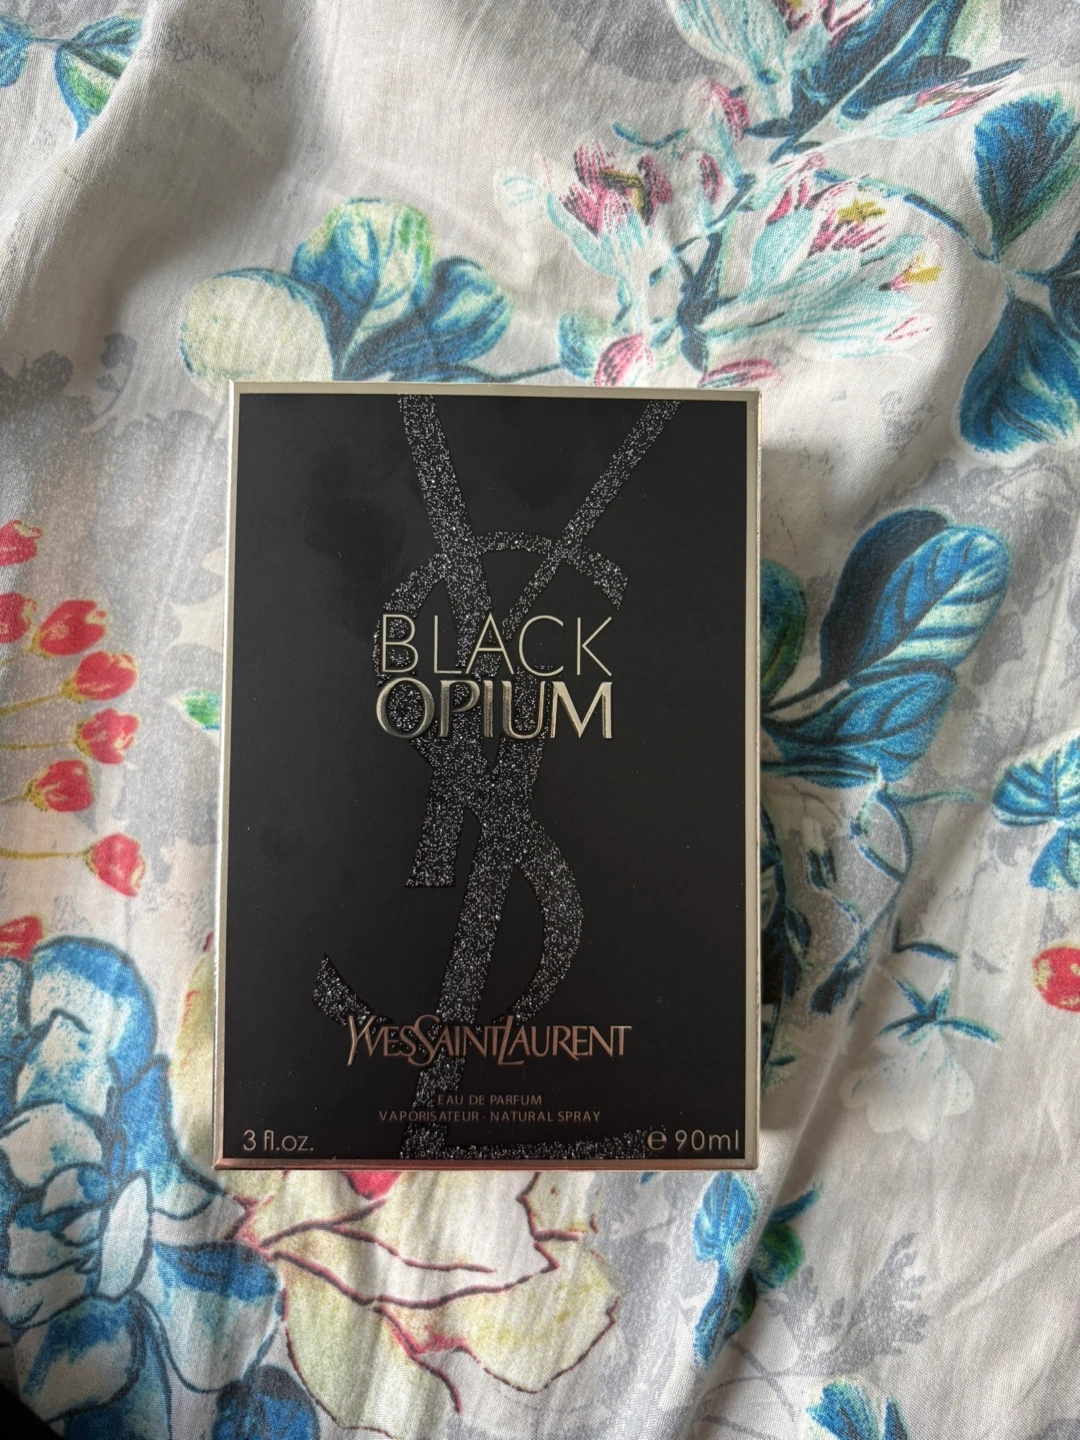 BLACK
OPIUM
YVESSAINTLAURENT
EAU DE PARFUM
VAPORISATEUR - NATURAL SPRAY
3 fl.oz. ℮ 90ml